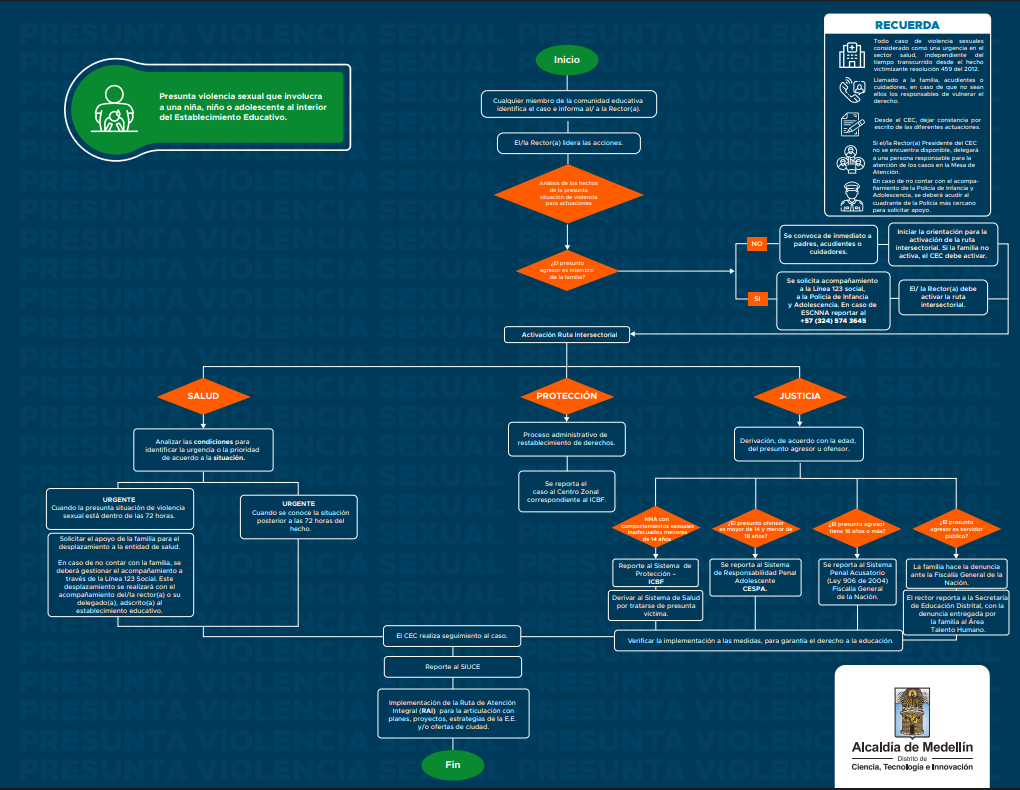 Presunta violencia sexual que involucra
a una niña, niño o adolescente al interior
del Establecimiento Educativo.
Inicio
Cualquier miembro de la comunidad educativa
identifica el caso e informa al/ a la Rector(a).
El/la Rector(a) lidera las acciones.
Análisis de los hechos
de la presunta
situación de violencia
para actuaciones
¿El presunto
agresor es miembro
de la familia?
RECUERDA
Todo caso de violencia sexuales
considerado como una urgencia en el
sector salud, independiente del
tiempo transcurrido desde el hecho
victimizante resolución 459 del 2012.
Llamado a la familia, acudientes o
cuidadores, en caso de que no sean
ellos los responsables de vulnerar el
derecho.
Desde el CEC, dejar constancia por
escrito de las diferentes actuaciones.
Si el/la Rector(a) Presidente del CEC
no se encuentra disponible, delegará
a una persona responsable para la
atención de los casos en la Mesa de
Atención.
En caso de no contar con el acompa-
ñamiento de la Policía de Infancia y
Adolescencia, se deberá acudir al
cuadrante de la Policía más cercano
para solicitar apoyo.
NO
Se convoca de inmediato a
padres, acudientes o
cuidadores.
Iniciar la orientación para la
activación de la ruta
intersectorial. Si la familia no
activa, el CEC debe activar.
SI
Se solicita acompañamiento
a la Línea 123 social,
a la Policía de Infancia
y Adolescencia. En caso de
ESCNNA reportar al
+57 (324) 574 3645
El/ la Rector(a) debe
activar la ruta
intersectorial.
Activación Ruta Intersectorial
SALUD
Analizar las condiciones para
identificar la urgencia o la prioridad
de acuerdo a la situación.
URGENTE
Cuando la presunta situación de violencia
sexual está dentro de las 72 horas.
Solicitar el apoyo de la familia para el
desplazamiento a la entidad de salud.
En caso de no contar con la familia, se
deberá gestionar el acompañamiento a
través de la Línea 123 Social. Este
desplazamiento se realizará con el
acompañamiento del/la rector(a) o su
delegado(a), adscrito(a) al
establecimiento educativo.
URGENTE
Cuando se conoce la situación
posterior a las 72 horas del
hecho.
PROTECCIÓN
Proceso administrativo de
restablecimiento de derechos.
Se reporta el
caso al Centro Zonal
correspondiente al ICBF.
JUSTICIA
Derivación, de acuerdo con la edad,
del presunto agresor u ofensor.
NNA con
comportamientos sexuales
inadecuados menores
de 14 años
Reporte al Sistema de
Protección –
ICBF
Derivar al Sistema de Salud
por tratarse de presunta
víctima.
¿El presunto ofensor
es mayor de 14 y menor de
18 años?
Se reporta al Sistema
de Responsabilidad Penal
Adolescente
CESPA.
¿El presunto agresor
tiene 18 años o más?
Se reporta al Sistema
Penal Acusatorio
(Ley 906 de 2004)
Fiscalía General
de la Nación.
¿El presunto
agresor es servidor
público?
La familia hace la denuncia
ante la Fiscalía General de la
Nación.
El rector reporta a la Secretaría
de Educación Distrital, con la
denuncia entregada por
la familia al Área
Talento Humano.
Verificar la implementación a las medidas, para garantía el derecho a la educación.
El CEC realiza seguimiento al caso.
Reporte al SIUCE
Implementación de la Ruta de Atención
Integral (RAI) para la articulación con
planes, proyectos, estrategias de la E.E.
y/o ofertas de ciudad.
Fin
Alcaldía de Medellín
Distrito de
Ciencia, Tecnología e Innovación